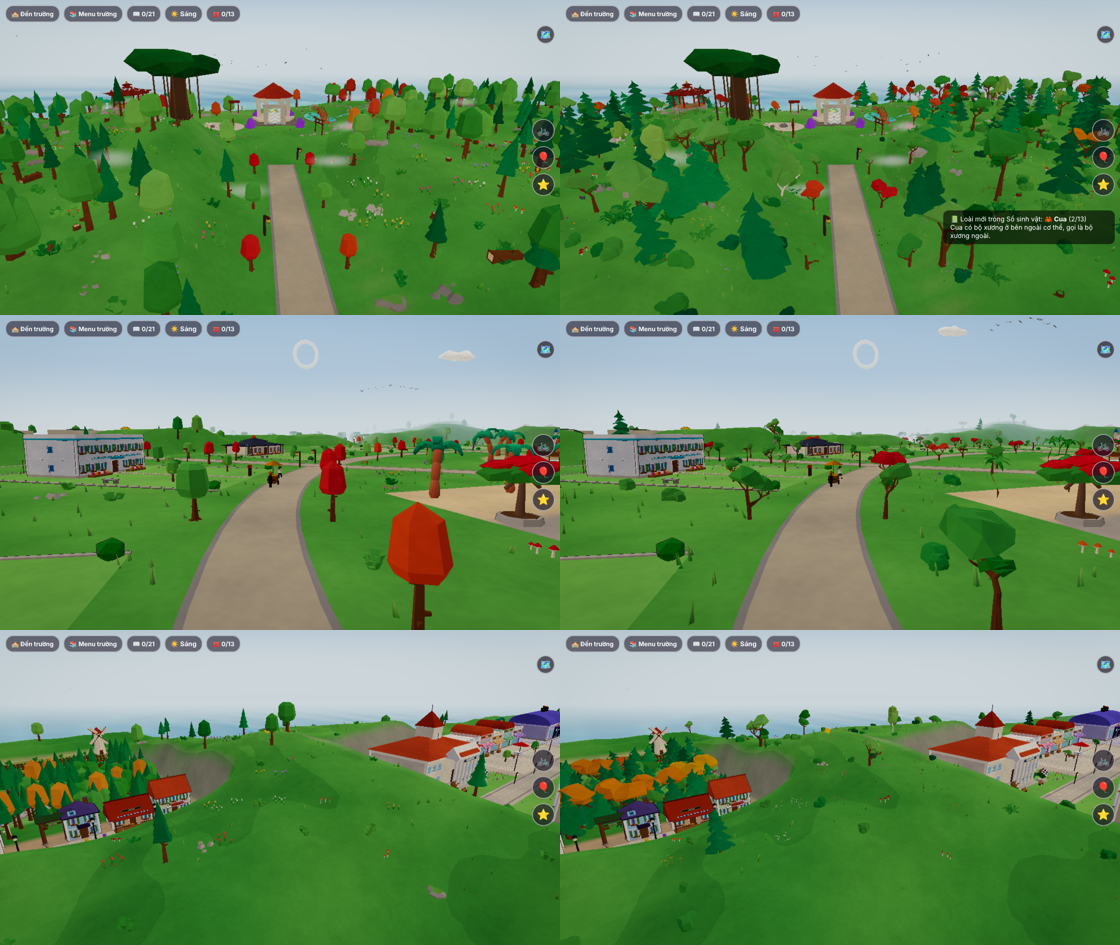 Đến trường Menu trường 0/21 Sáng 0/13
Đến trường Menu trường 0/21 Sáng 0/13
Loài mới trong Sổ sinh vật: Cua (2/13)
Cua có bộ xương ở bên ngoài cơ thể, gọi là bộ
xương ngoài.
Đến trường Menu trường 0/21 Sáng 0/13
Đến trường Menu trường 0/21 Sáng 0/13
Đến trường Menu trường 0/21 Sáng 0/13
Đến trường Menu trường 0/21 Sáng 0/13